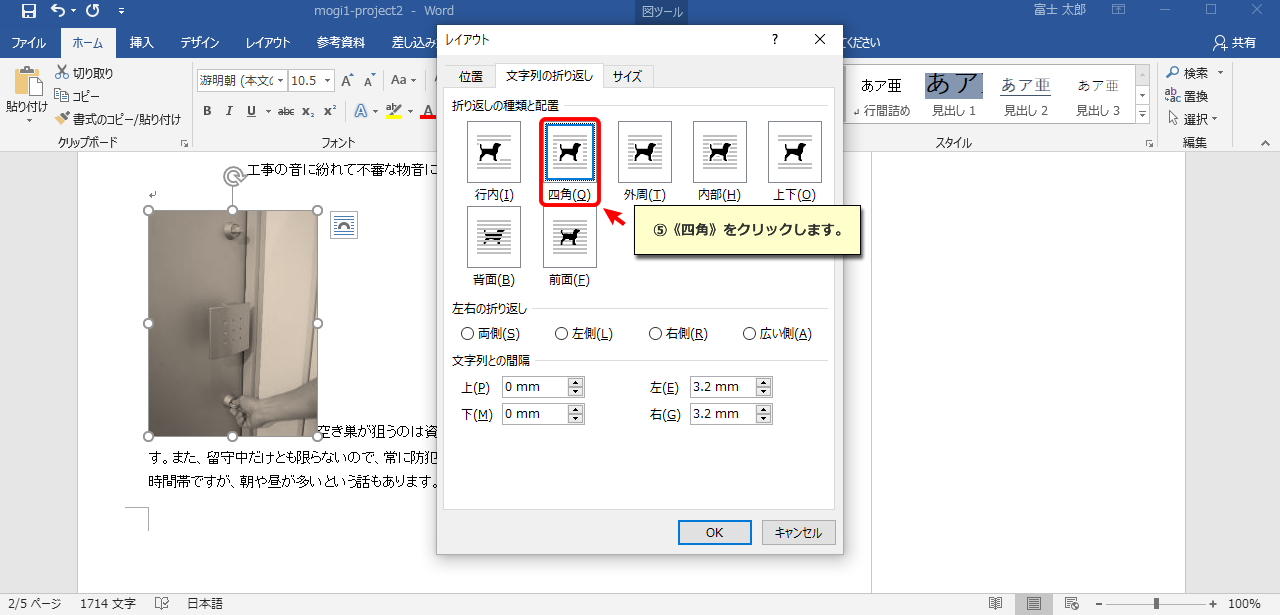 mogi1-project2 - Word
図ツール
富士 太郎
ファイル ホーム 挿入 デザイン レイアウト 参考資料 差し込み ください 共有
切り取り
コピー
書式のコピー/貼り付け
貼り付け
クリップボード
游明朝 (本文の 10.5 A A Aa
B I U abc x₂ x² A aby A
フォント
あア亜 あア あア亜 あア亜
↲行間詰め 見出し 1 見出し 2 見出し 3
スタイル
検索
置換
選択
編集
工事の音に紛れて不審な物音に
空き巣が狙うのは資
す。また、留守中だけとも限らないので、常に防犯
時間帯ですが、朝や昼が多いという話もあります。
レイアウト ?
位置 文字列の折り返し サイズ
折り返しの種類と配置
行内(I) 四角(Q) 外周(T) 内部(H) 上下(O)
背面(B) 前面(F)
⑤《四角》をクリックします。
左右の折り返し
両側(S) 左側(L) 右側(R) 広い側(A)
文字列との間隔
上(P) 0 mm 左(E) 3.2 mm
下(M) 0 mm 右(G) 3.2 mm
OK キャンセル
2/5 ページ 1714 文字 日本語 - + 100%